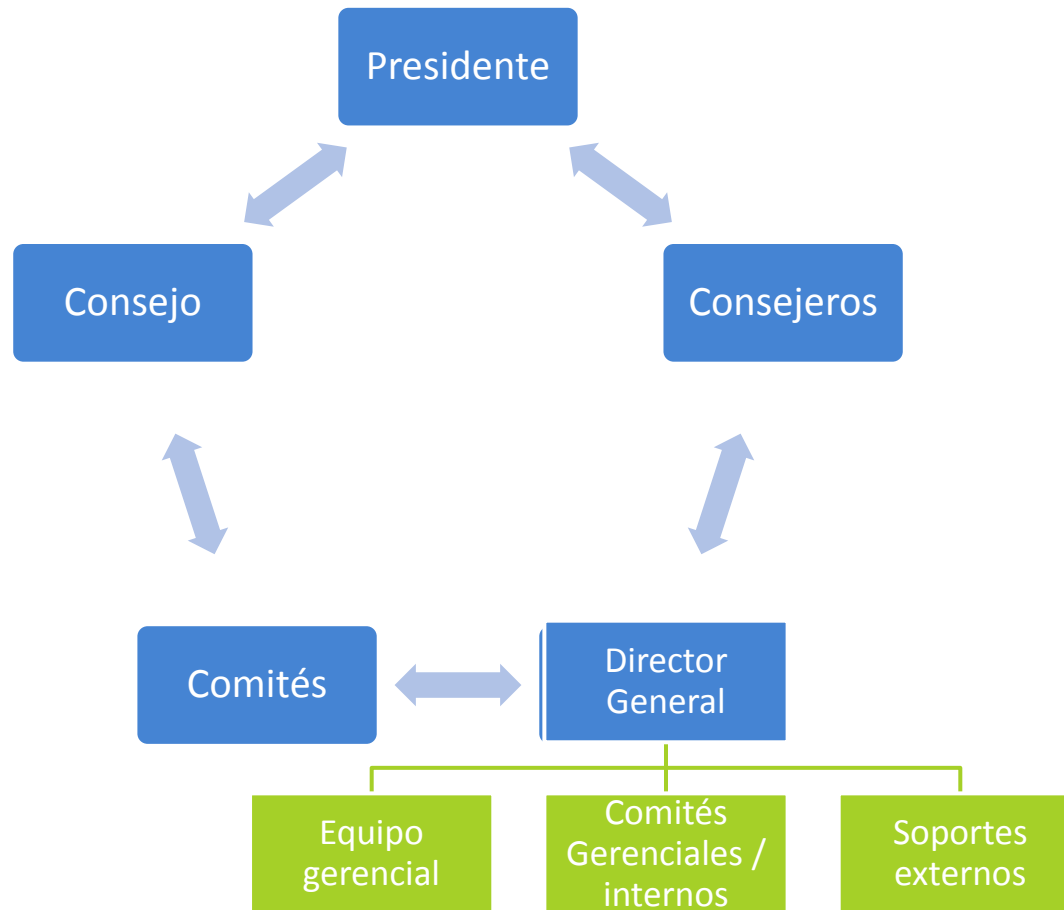 Presidente
Consejo
Consejeros
Comités
Director
General
Equipo
gerencial
Comités
Gerenciales /
internos
Soportes
externos